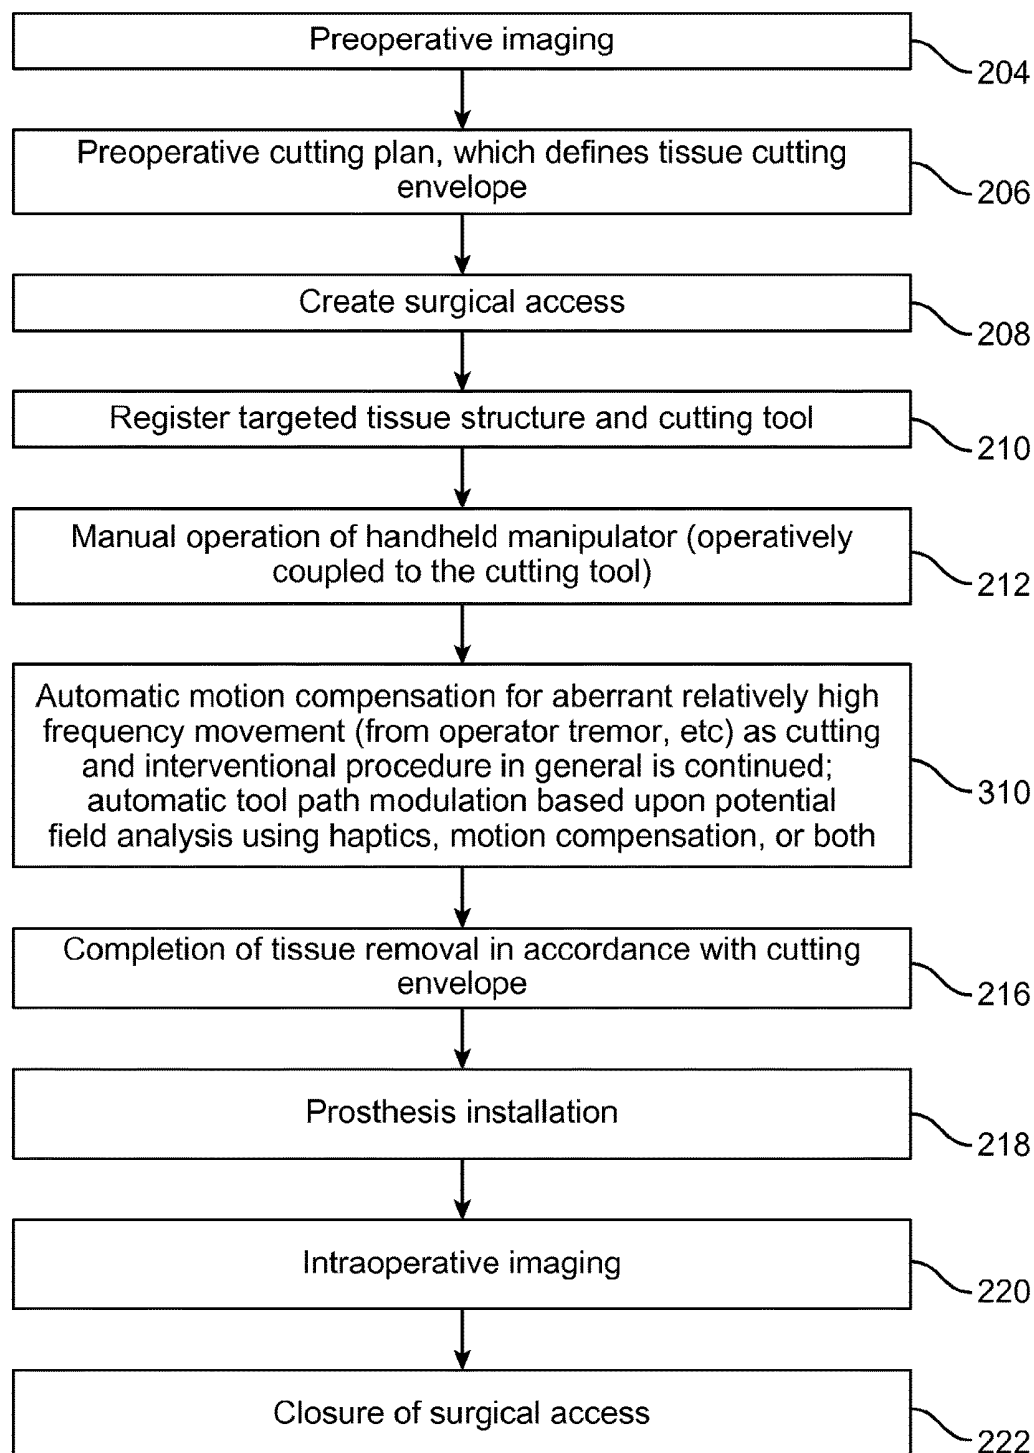 Preoperative imaging
204
Preoperative cutting plan, which defines tissue cutting
envelope
206
Create surgical access
208
Register targeted tissue structure and cutting tool
210
Manual operation of handheld manipulator (operatively
coupled to the cutting tool)
212
Automatic motion compensation for aberrant relatively high
frequency movement (from operator tremor, etc) as cutting
and interventional procedure in general is continued;
automatic tool path modulation based upon potential
field analysis using haptics, motion compensation, or both
310
Completion of tissue removal in accordance with cutting
envelope
216
Prosthesis installation
218
Intraoperative imaging
220
Closure of surgical access
222